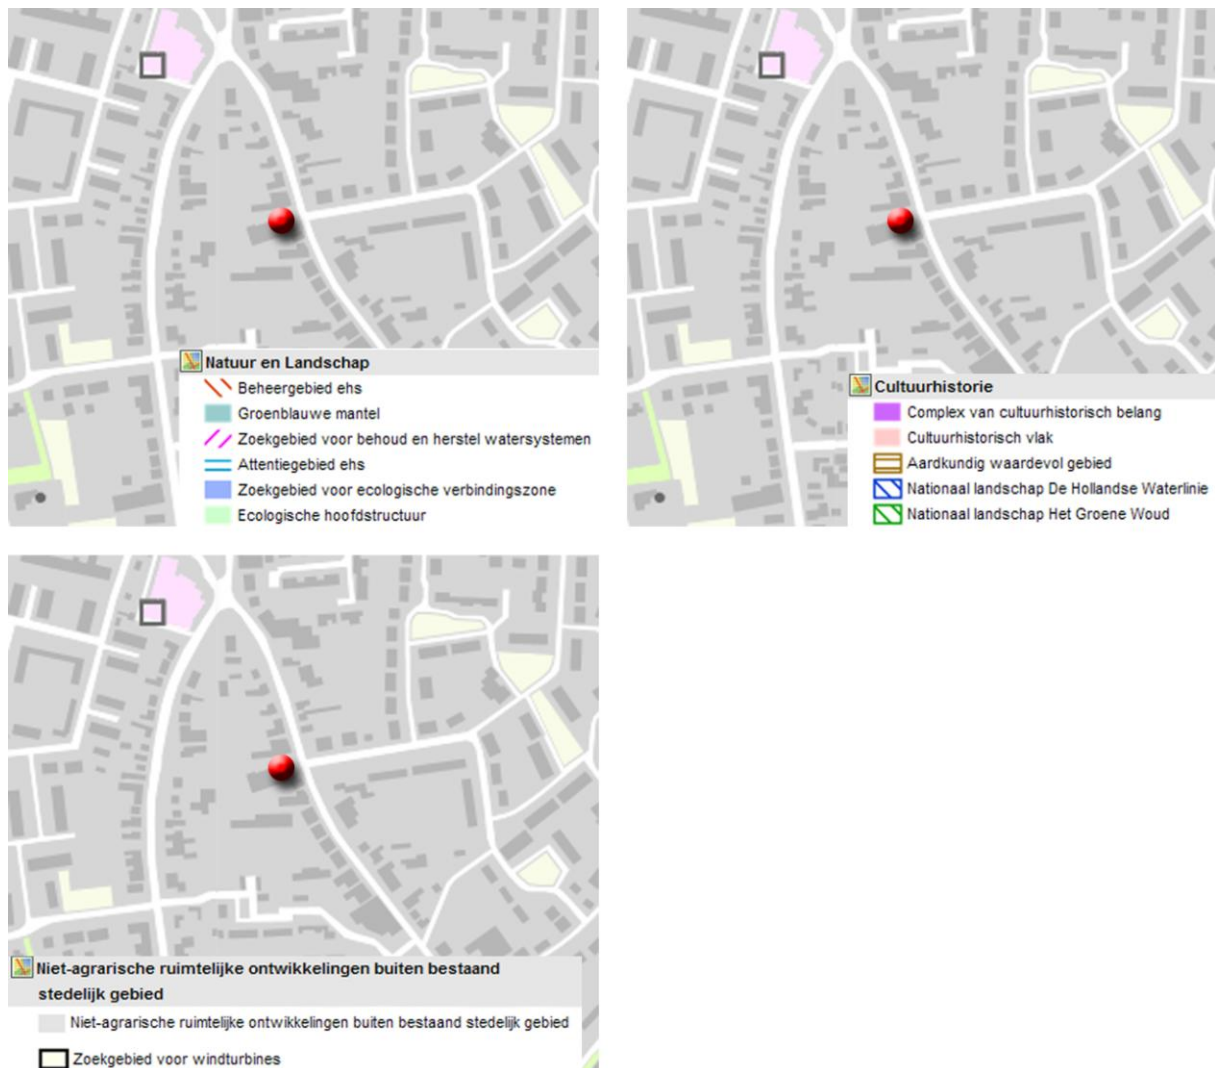 Natuur en Landschap
Beheergebied ehs
Groenblauwe mantel
Zoekgebied voor behoud en herstel watersystemen
Attentiegebied ehs
Zoekgebied voor ecologische verbindingszone
Ecologische hoofdstructuur
Cultuurhistorie
Complex van cultuurhistorisch belang
Cultuurhistorisch vlak
Aardkundig waardevol gebied
Nationaal landschap De Hollandse Waterlinie
Nationaal landschap Het Groene Woud
Niet-agrarische ruimtelijke ontwikkelingen buiten bestaand
stedelijk gebied
Niet-agrarische ruimtelijke ontwikkelingen buiten bestaand stedelijk gebied
Zoekgebied voor windturbines